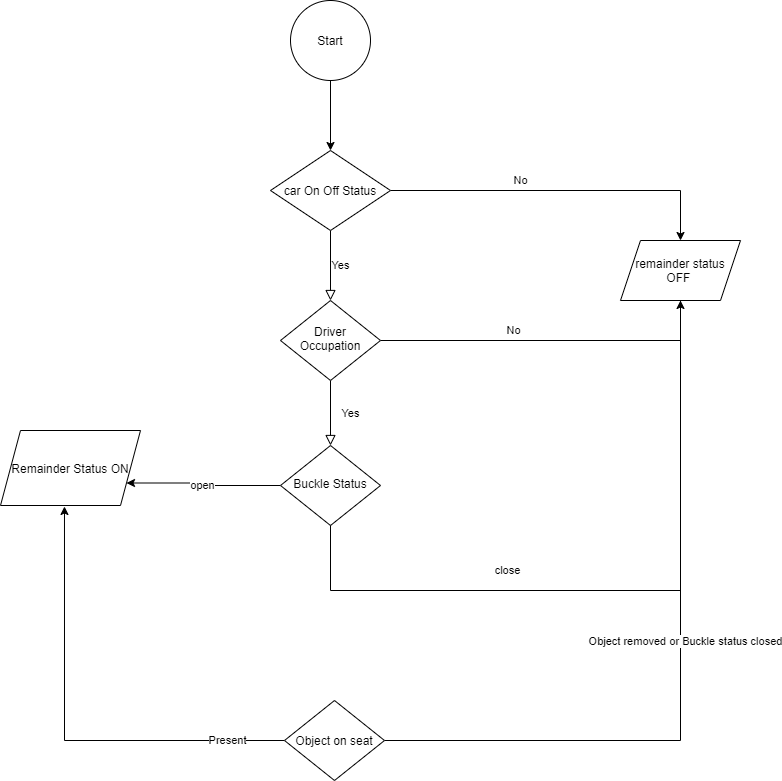 Start
car On Off Status
No
remainder status
OFF
Yes
Driver
Occupation
No
Yes
Remainder Status ON
open
Buckle Status
close
Object removed or Buckle status closed
Present
Object on seat